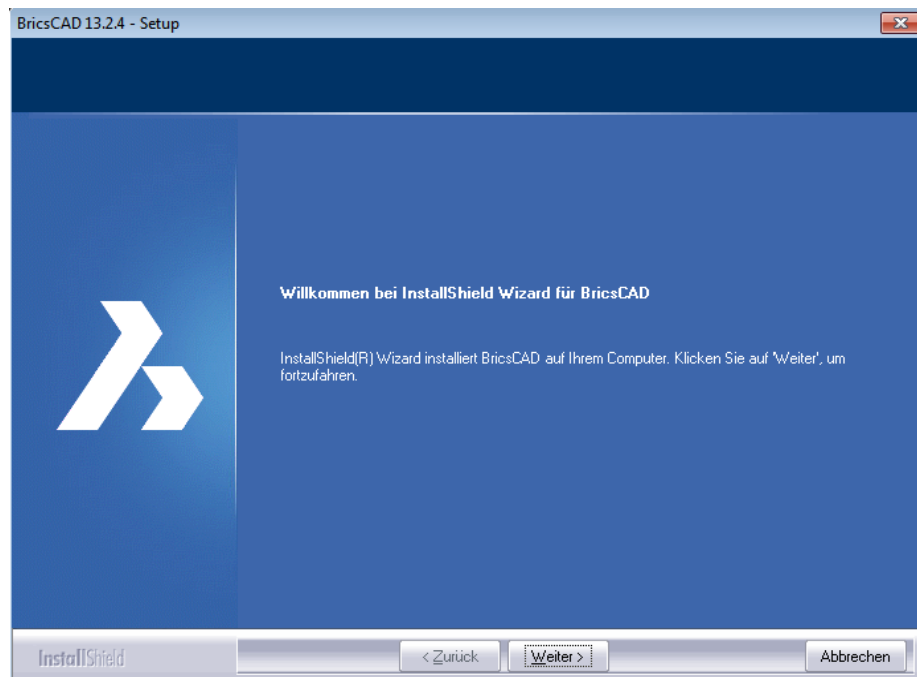 BricsCAD 13.2.4 - Setup
Willkommen bei InstallShield Wizard für BricsCAD
InstallShield(R) Wizard installiert BricsCAD auf Ihrem Computer. Klicken Sie auf 'Weiter', um
fortzufahren.
InstallShield
< Zurück
Weiter >
Abbrechen